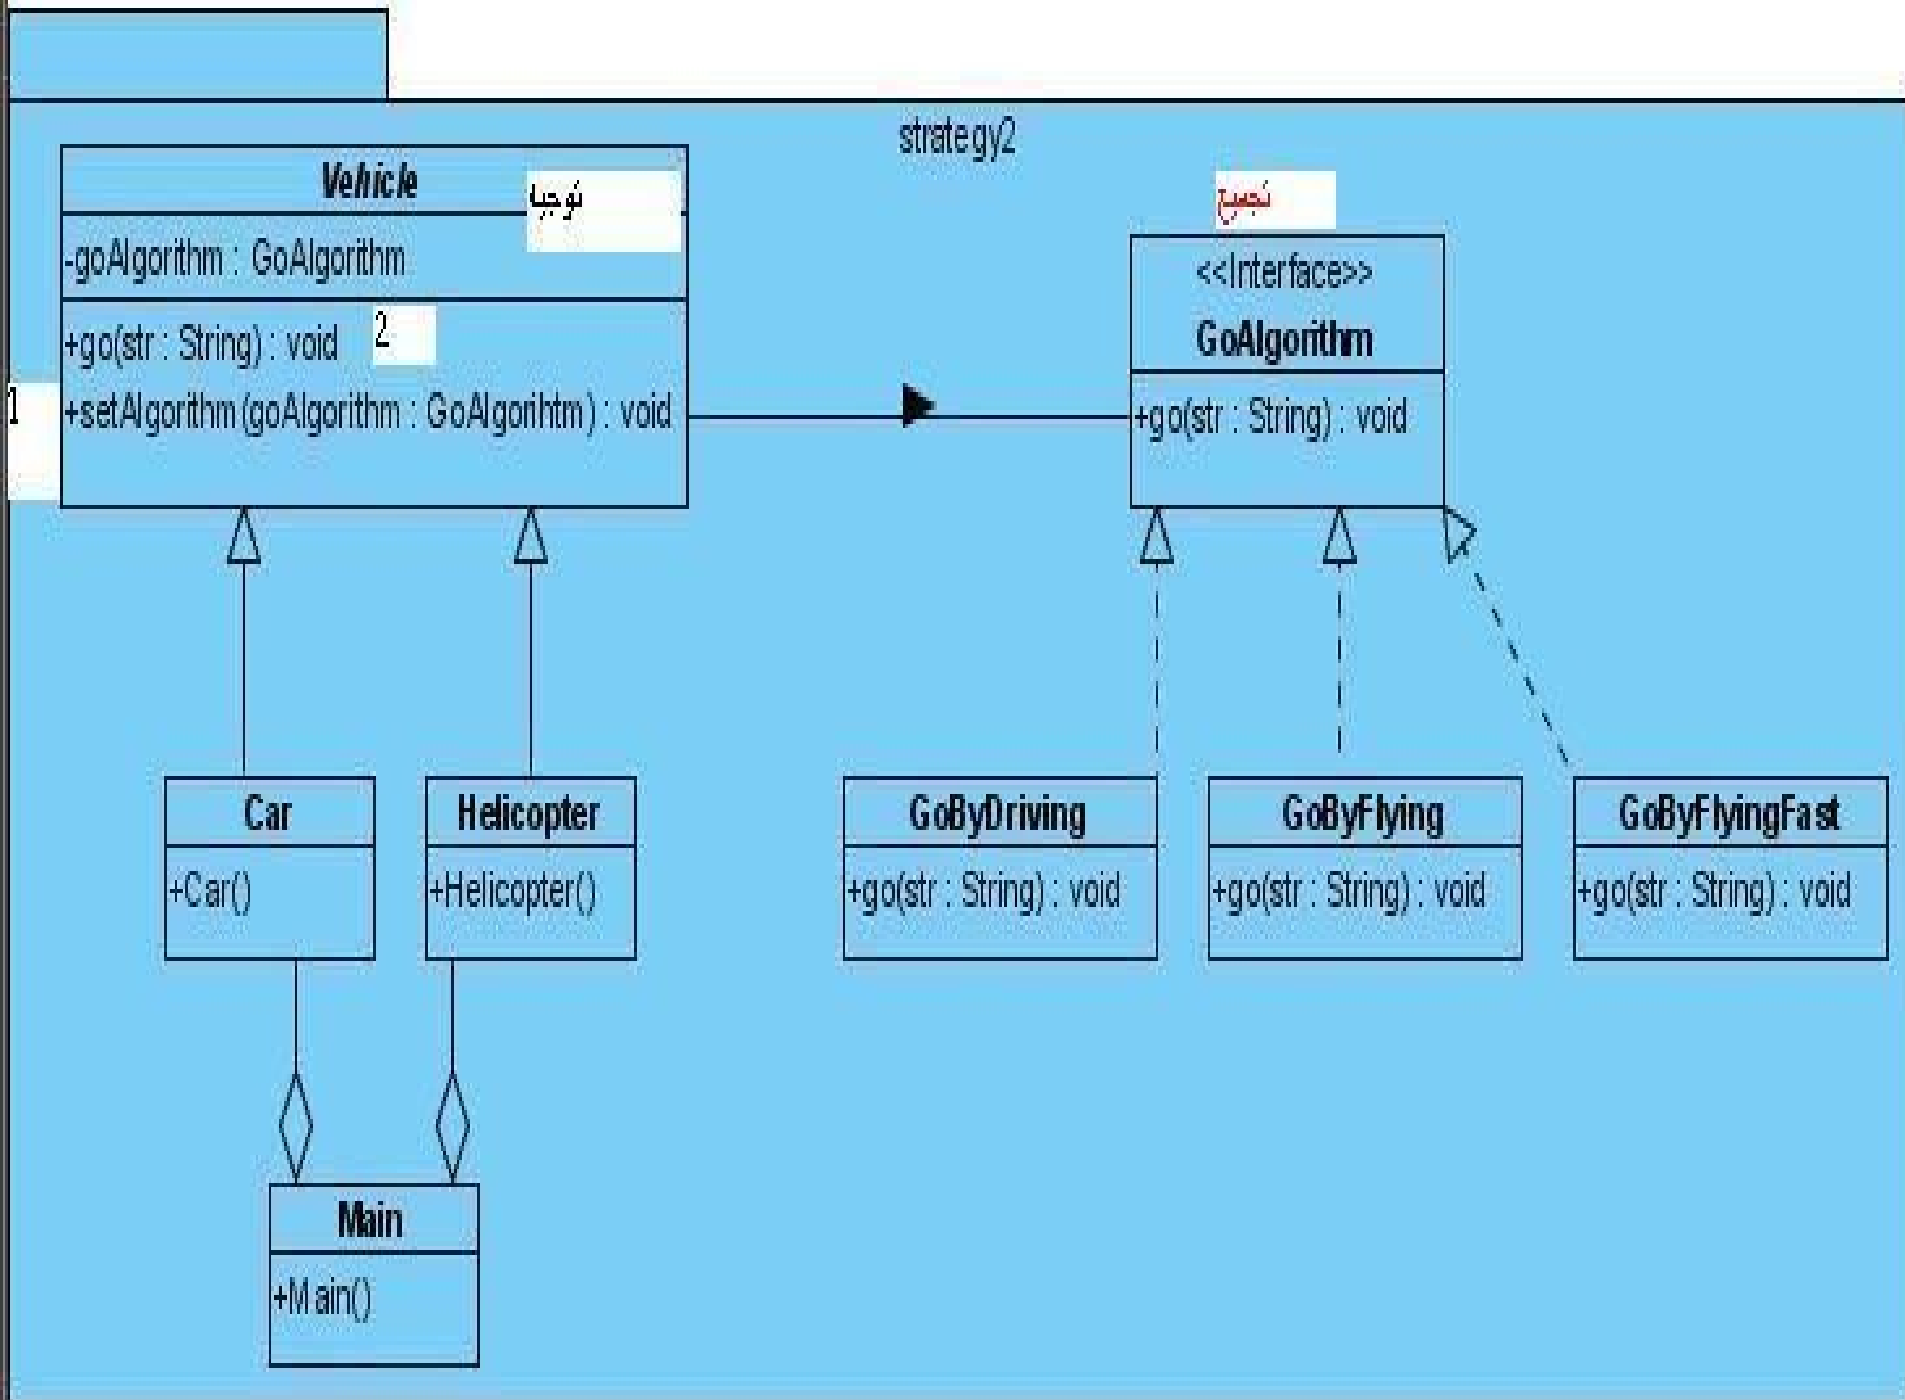 strategy2
Vehicle
توجيه
-goAlgorithm : GoAlgorithm
+go(str : String) : void
2
1
+setAlgorithm(goAlgorithm : GoAlgorihtm) : void
تجميع
<<Interface>>
GoAlgorithm
+go(str : String) : void
Car
+Car()
Helicopter
+Helicopter()
GoByDriving
+go(str : String) : void
GoByFlying
+go(str : String) : void
GoByFlyingFast
+go(str : String) : void
Main
+Main()